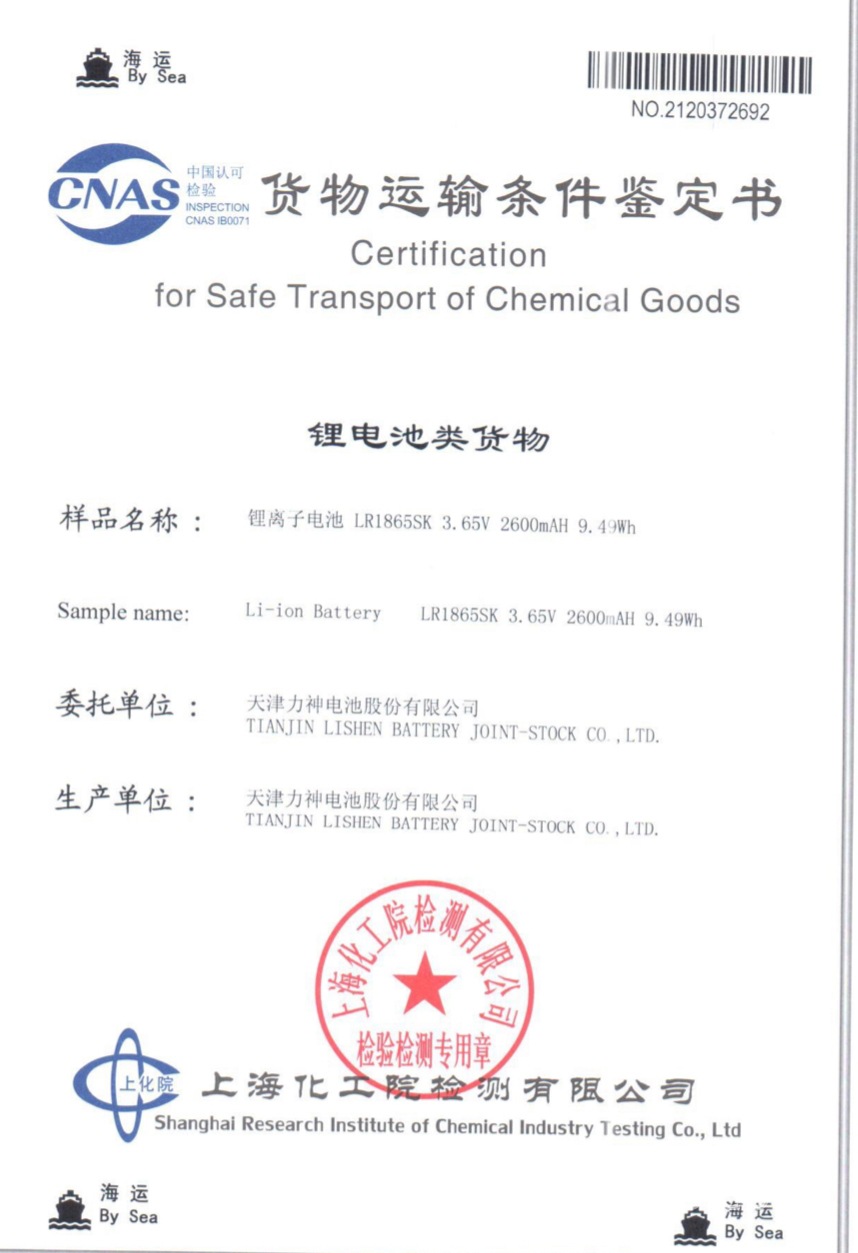 海 运
By Sea
NO.2120372692
CNAS
中国认可
检验
INSPECTION
CNAS IB0071
货物运输条件鉴定书
Certification
for Safe Transport of Chemical Goods
锂电池类货物
样品名称： 锂离子电池 LR1865SK 3.65V 2600mAH 9.49Wh
Sample name: Li-ion Battery LR1865SK 3.65V 2600mAH 9.49Wh
委托单位： 天津力神电池股份有限公司
TIANJIN LISHEN BATTERY JOINT-STOCK CO.,LTD.
生产单位： 天津力神电池股份有限公司
TIANJIN LISHEN BATTERY JOINT-STOCK CO.,LTD.
上海化工院检测有限公司
检验检测专用章
上化院
上海化工院检测有限公司
Shanghai Research Institute of Chemical Industry Testing Co., Ltd
海 运
By Sea
海 运
By Sea